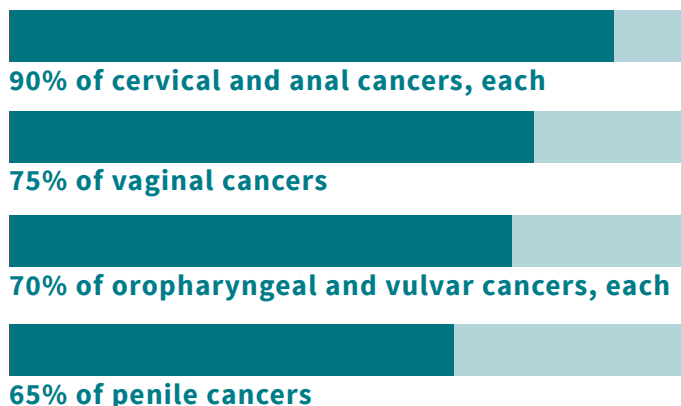 90% of cervical and anal cancers, each
75% of vaginal cancers
70% of oropharyngeal and vulvar cancers, each
65% of penile cancers